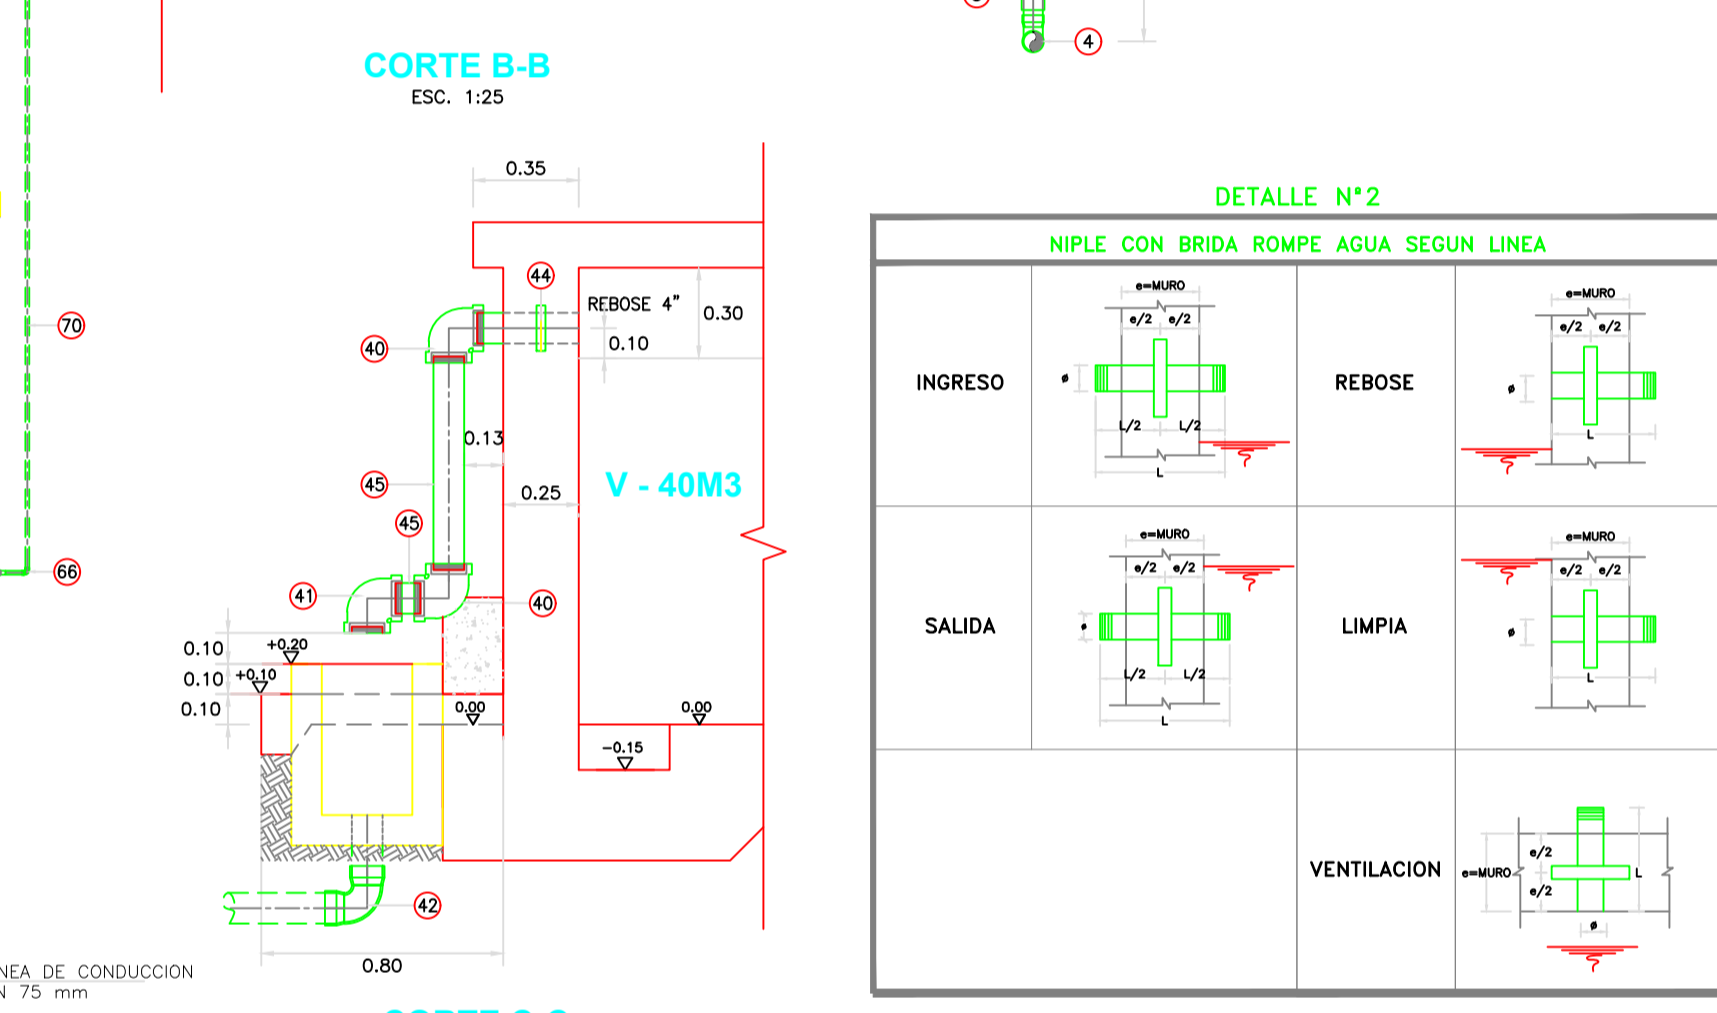 4
CORTE B-B
ESC. 1:25
0.35
44
REBOSE 4"
0.30
0.10
40
70
0.13
45
0.25
V - 40M3
45
66
41
40
0.10
+0.20
0.10
+0.10
0.10
0.00
0.00
-0.15
42
0.80
NEA DE CONDUCCION
N 75 mm
DETALLE N°2
NIPLE CON BRIDA ROMPE AGUA SEGUN LINEA
INGRESO
e=MURO
e/2 e/2
ø
L/2 L/2
L
REBOSE
e=MURO
e/2 e/2
ø
L
SALIDA
e=MURO
e/2 e/2
ø
L/2 L/2
L
LIMPIA
e=MURO
e/2 e/2
ø
L
VENTILACION
e=MURO
e/2
e/2
L
ø